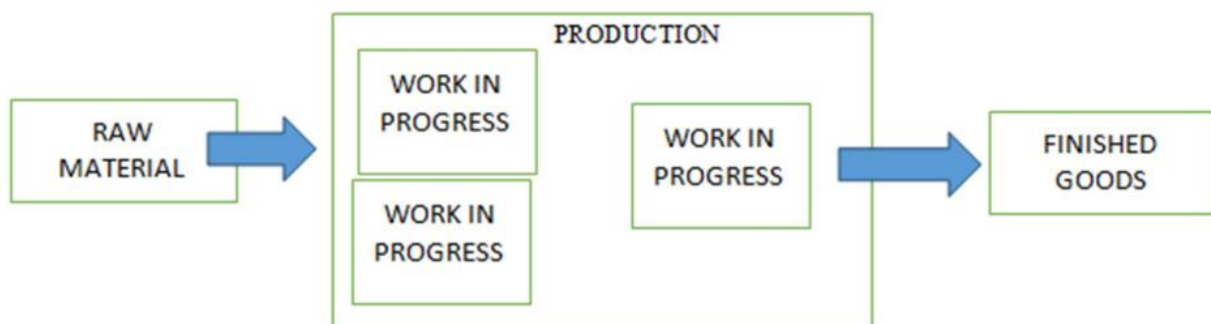 PRODUCTION
RAW
MATERIAL
WORK IN
PROGRESS
WORK IN
PROGRESS
WORK IN
PROGRESS
FINISHED
GOODS